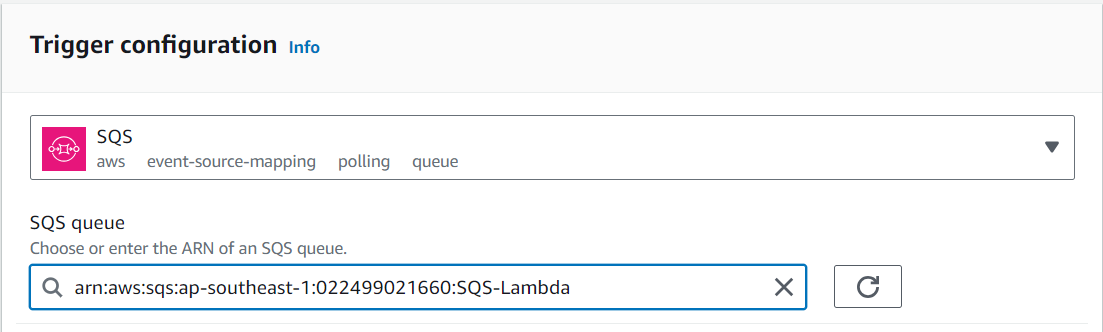 Trigger configuration Info
SQS
aws event-source-mapping polling queue
SQS queue
Choose or enter the ARN of an SQS queue.
arn:aws:sqs:ap-southeast-1:022499021660:SQS-Lambda